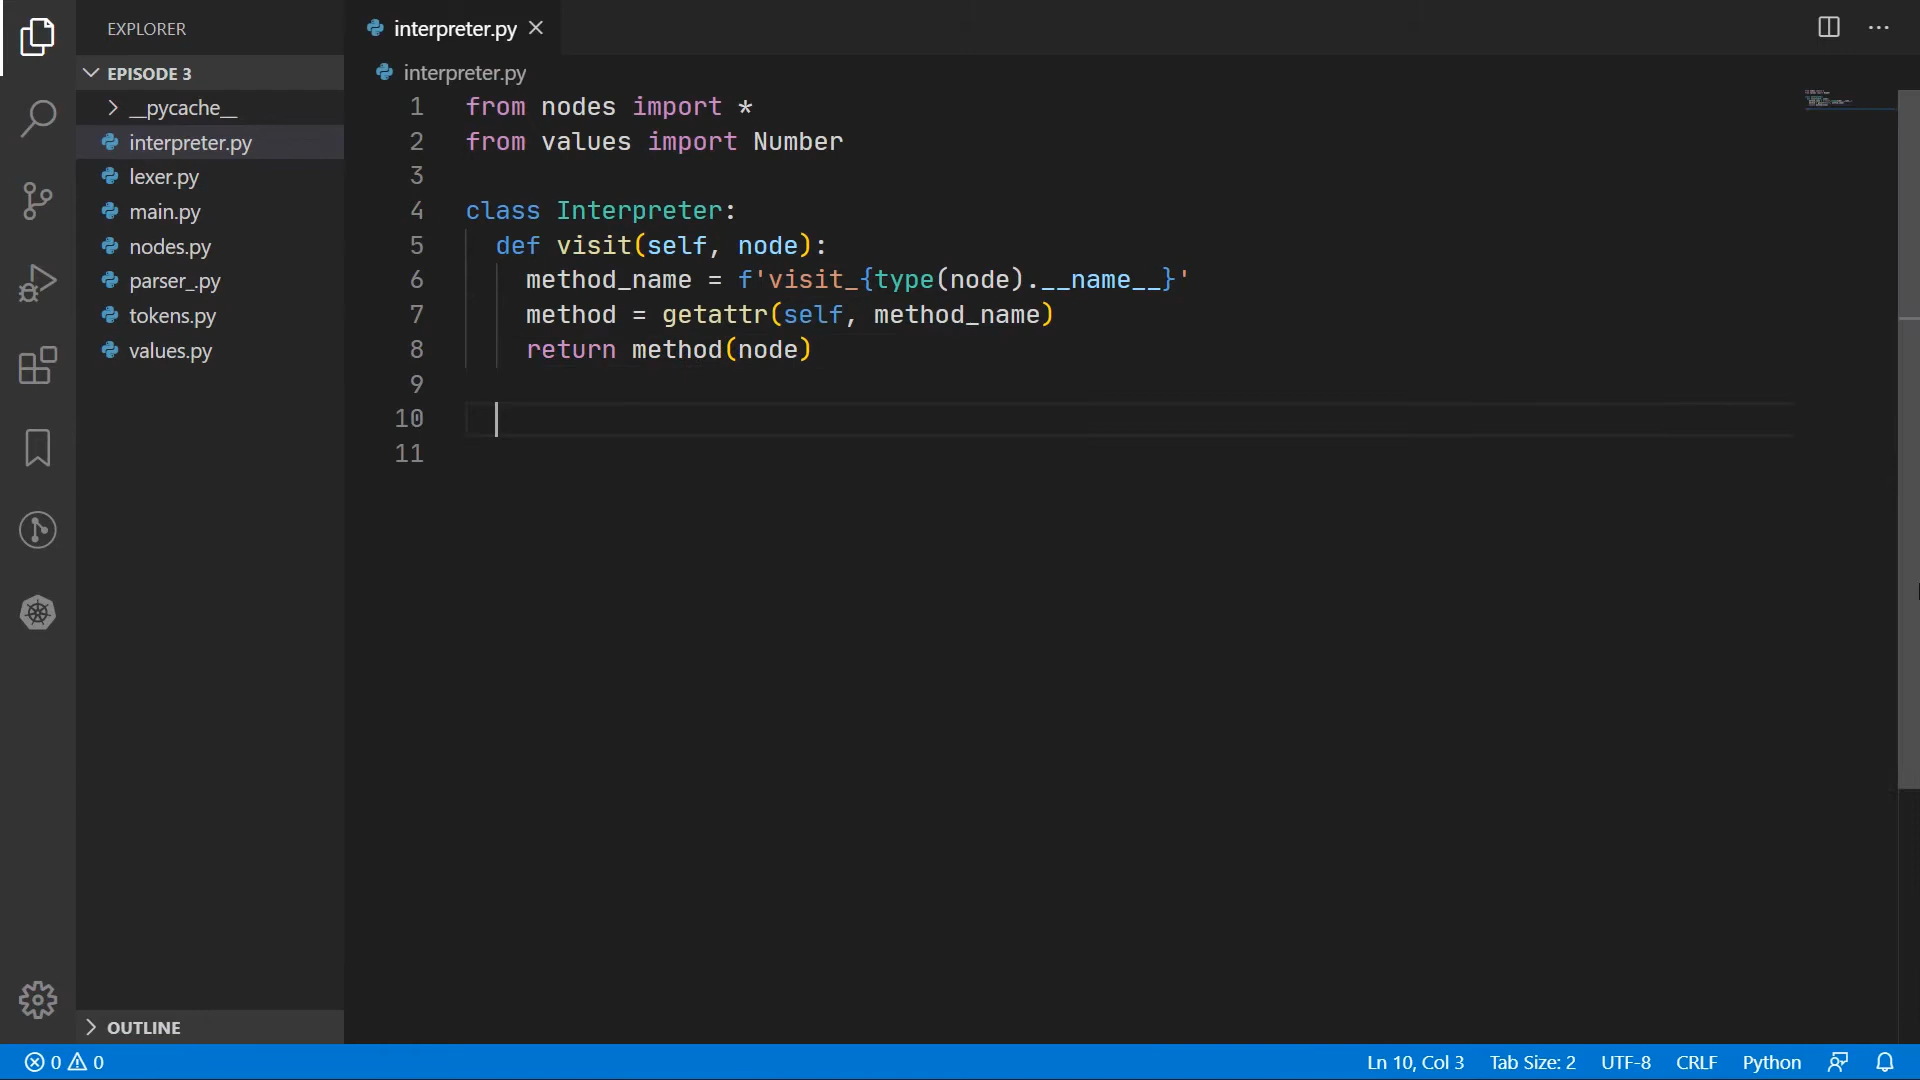 EXPLORER
EPISODE 3
__pycache__
interpreter.py
lexer.py
main.py
nodes.py
parser_.py
tokens.py
values.py
OUTLINE
interpreter.py
interpreter.py
1 from nodes import *
2 from values import Number
3
4 class Interpreter:
5   def visit(self, node):
6     method_name = f'visit_{type(node).__name__}'
7     method = getattr(self, method_name)
8     return method(node)
9
10
11
0 0
Ln 10, Col 3 Tab Size: 2 UTF-8 CRLF Python